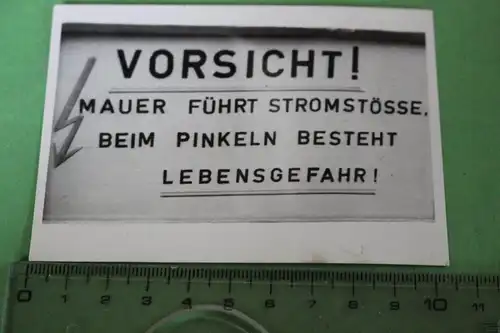 VORSICHT!
MAUER FÜHRT STROMSTÖSSE.
BEIM PINKELN BESTEHT
LEBENSGEFAHR!
0 1 2 3 4 5 6 7 8 9 10 11